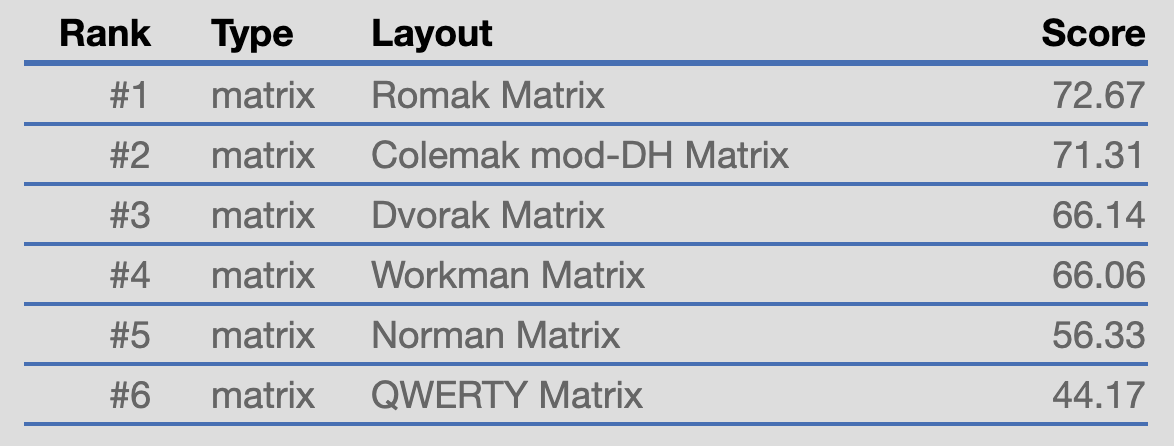 Rank Type Layout Score
#1 matrix Romak Matrix 72.67
#2 matrix Colemak mod-DH Matrix 71.31
#3 matrix Dvorak Matrix 66.14
#4 matrix Workman Matrix 66.06
#5 matrix Norman Matrix 56.33
#6 matrix QWERTY Matrix 44.17